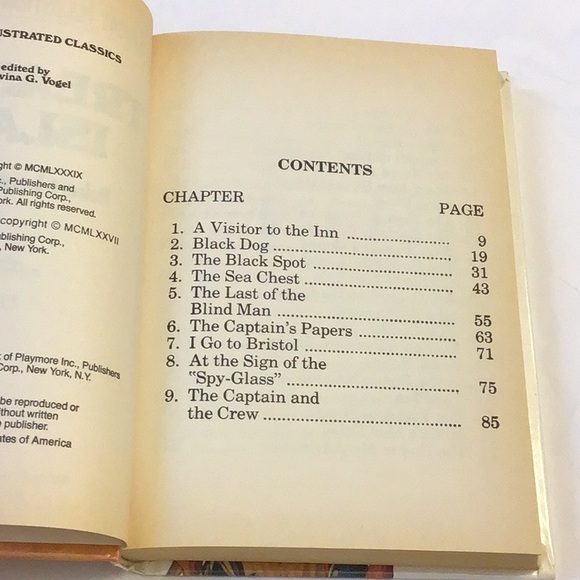 USTRATED CLASSICS
edited by
vina G. Vogel
ght © MCMLXXXIX
c., Publishers and
Publishing Corp.,
ork. All rights reserved.
copyright © MCMLXXVII
blishing Corp.,
New York.
t of Playmore Inc., Publishers
Corp., New York, N.Y.
be reproduced or
ithout written
publisher.
tes of America
CONTENTS
CHAPTER PAGE
1. A Visitor to the Inn 9
2. Black Dog 19
3. The Black Spot 31
4. The Sea Chest 43
5. The Last of the
Blind Man 55
6. The Captain's Papers 63
7. I Go to Bristol 71
8. At the Sign of the
"Spy-Glass" 75
9. The Captain and
the Crew 85